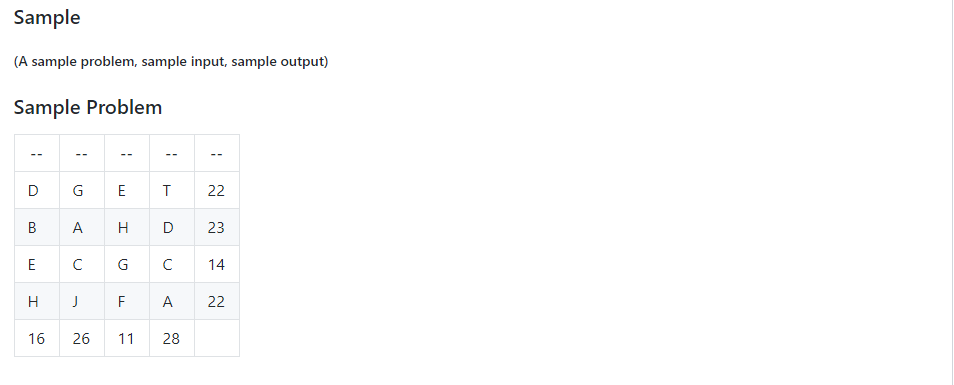 Sample
(A sample problem, sample input, sample output)
Sample Problem
-- -- -- -- --
D G E T 22
B A H D 23
E C G C 14
H J F A 22
16 26 11 28